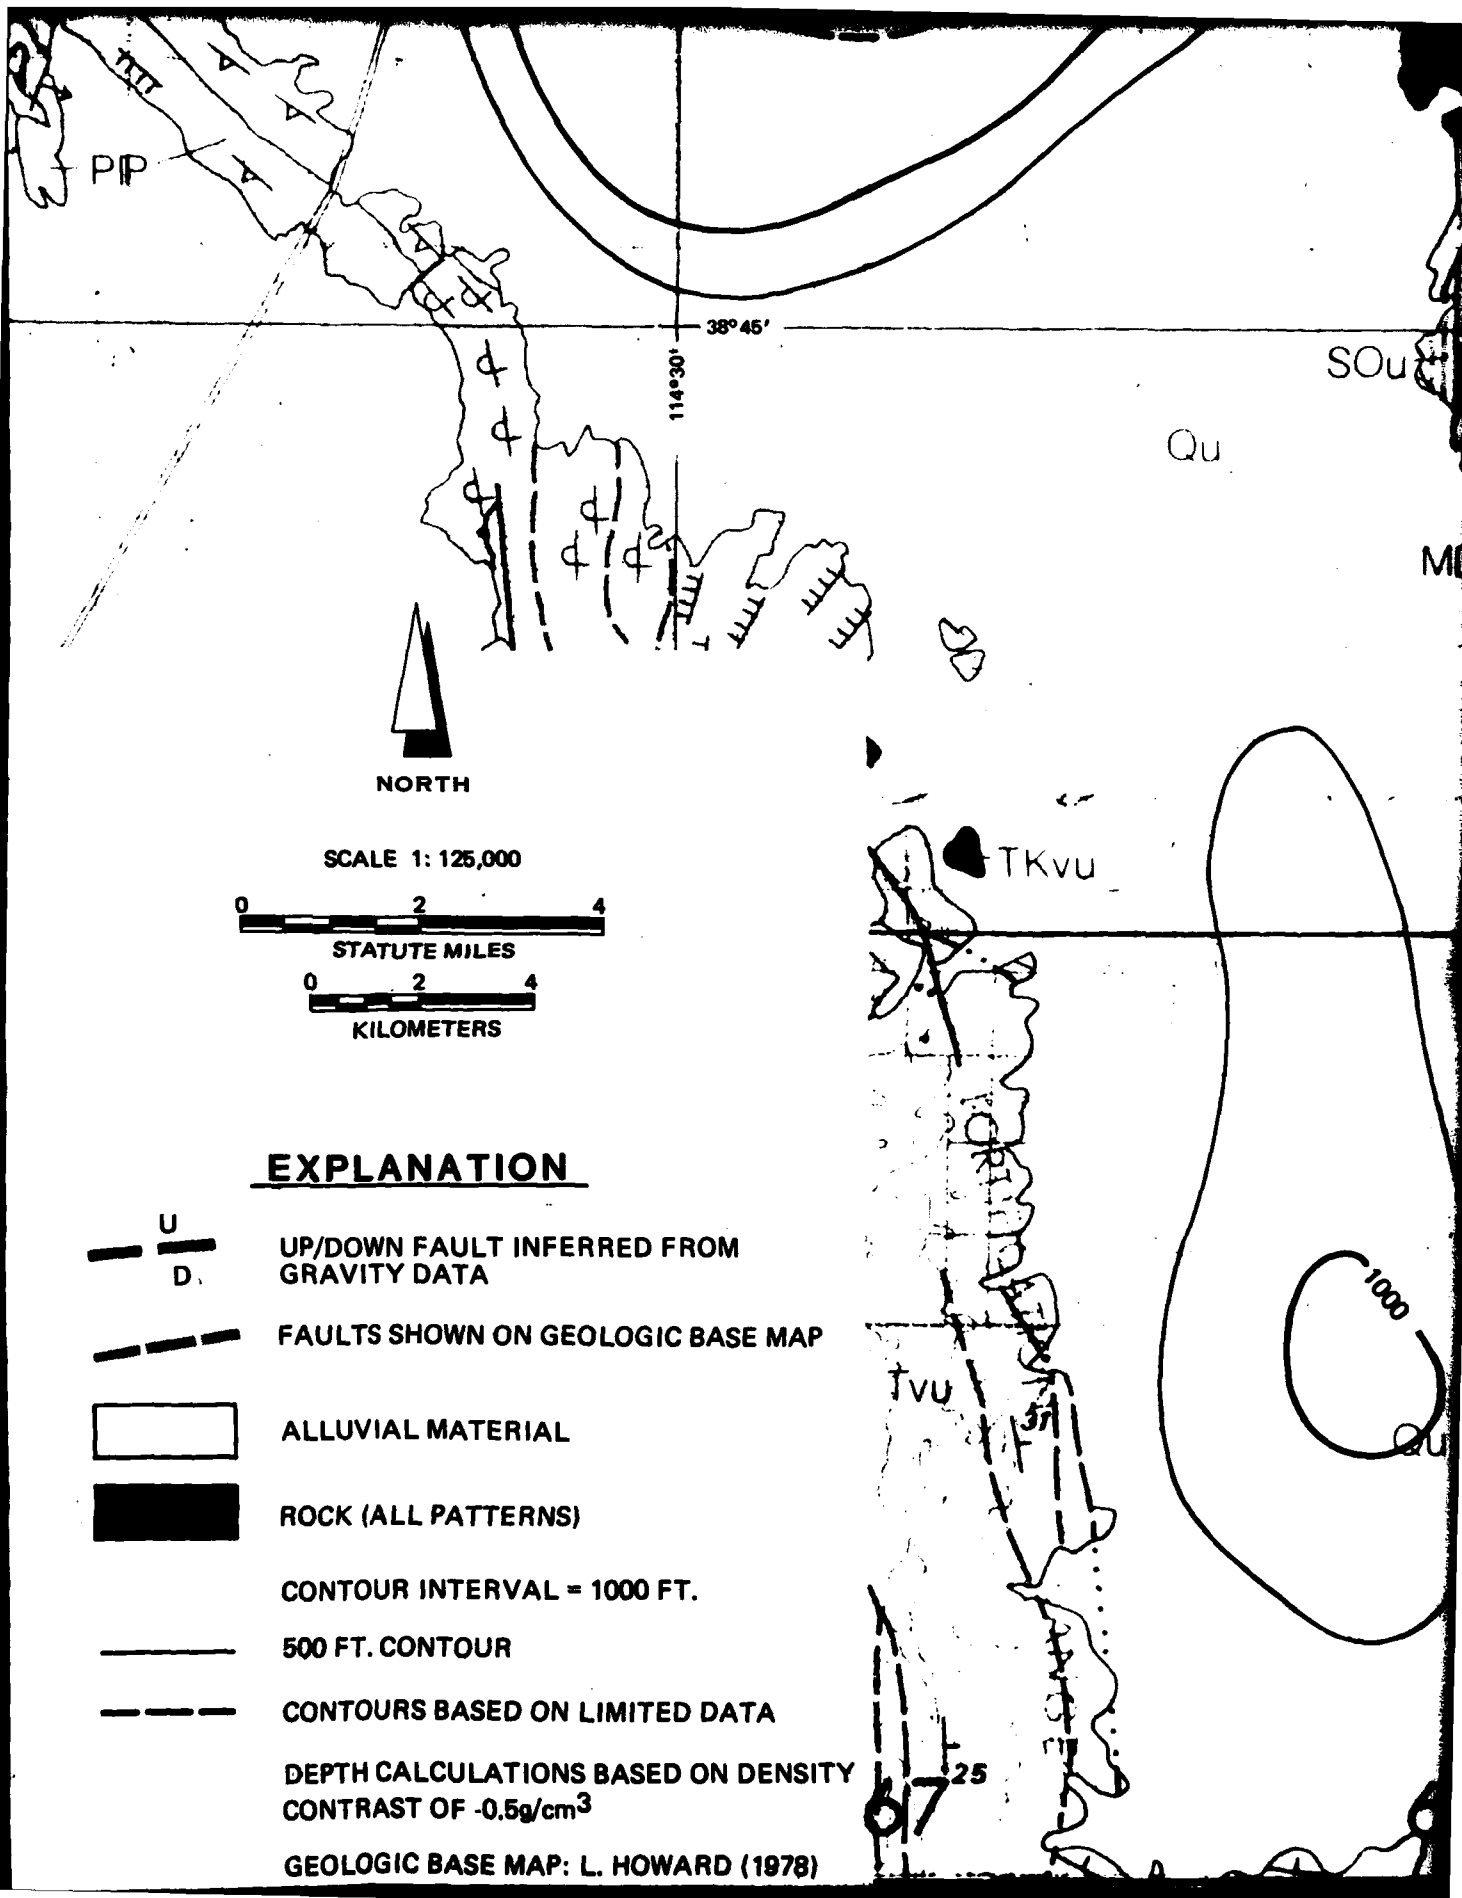 PIP
38° 45'
114° 30'
SOu
Qu
NORTH
SCALE 1: 125,000
0 2 4
STATUTE MILES
0 2 4
KILOMETERS
TKvu
EXPLANATION
U
D
UP/DOWN FAULT INFERRED FROM
GRAVITY DATA
FAULTS SHOWN ON GEOLOGIC BASE MAP
ALLUVIAL MATERIAL
ROCK (ALL PATTERNS)
CONTOUR INTERVAL = 1000 FT.
500 FT. CONTOUR
CONTOURS BASED ON LIMITED DATA
DEPTH CALCULATIONS BASED ON DENSITY
CONTRAST OF -0.5g/cm3
GEOLOGIC BASE MAP: L. HOWARD (1978)
1000
Tvu
31
Qu
25
67